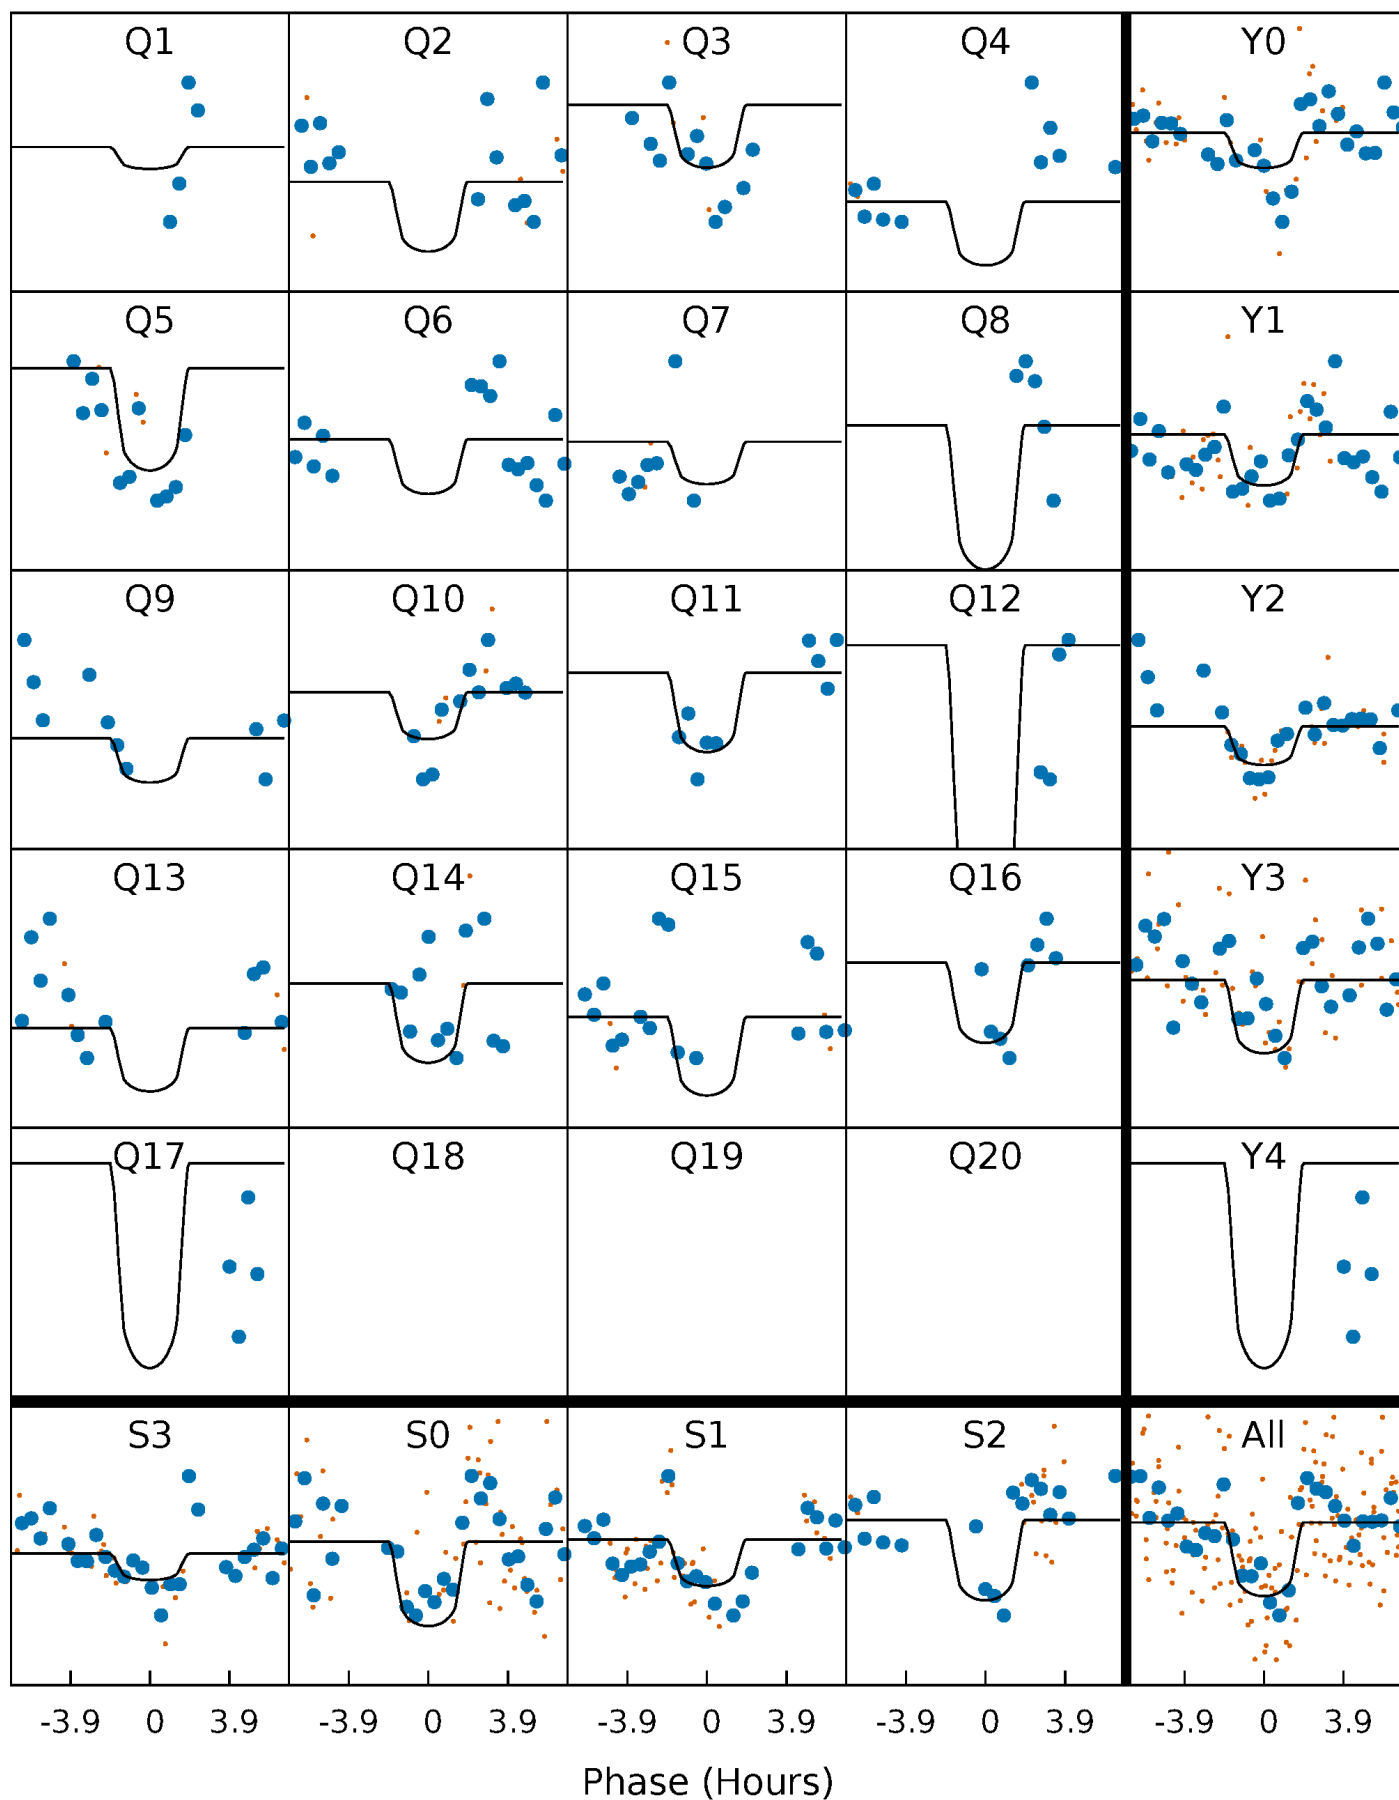 Q1 Q2 Q3 Q4 Y0
Q5 Q6 Q7 Q8 Y1
Q9 Q10 Q11 Q12 Y2
Q13 Q14 Q15 Q16 Y3
Q17 Q18 Q19 Q20 Y4
S3 S0 S1 S2 All
-3.9 0 3.9 -3.9 0 3.9 -3.9 0 3.9 -3.9 0 3.9 -3.9 0 3.9
Phase (Hours)